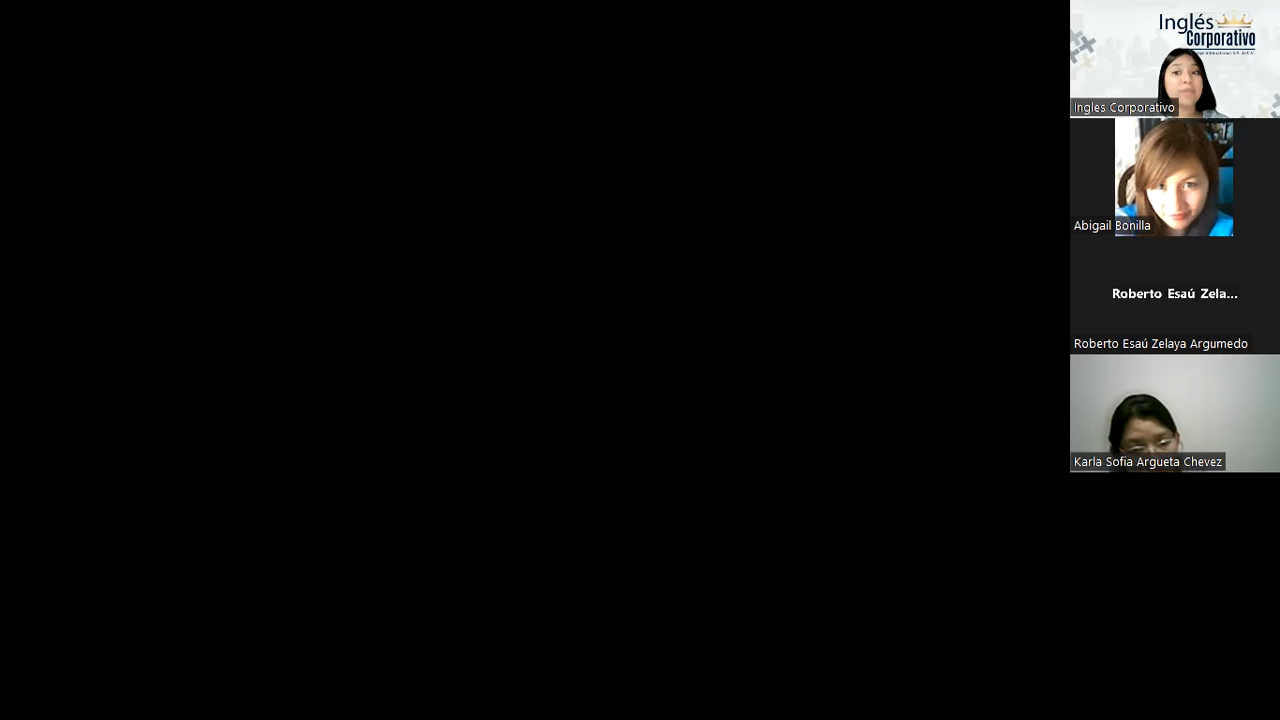 Inglés
Corporativo
Ingles Corporativo
Abigail Bonilla
Roberto Esaú Zela...
Roberto Esaú Zelaya Argumedo
Karla Sofia Argueta Chevez